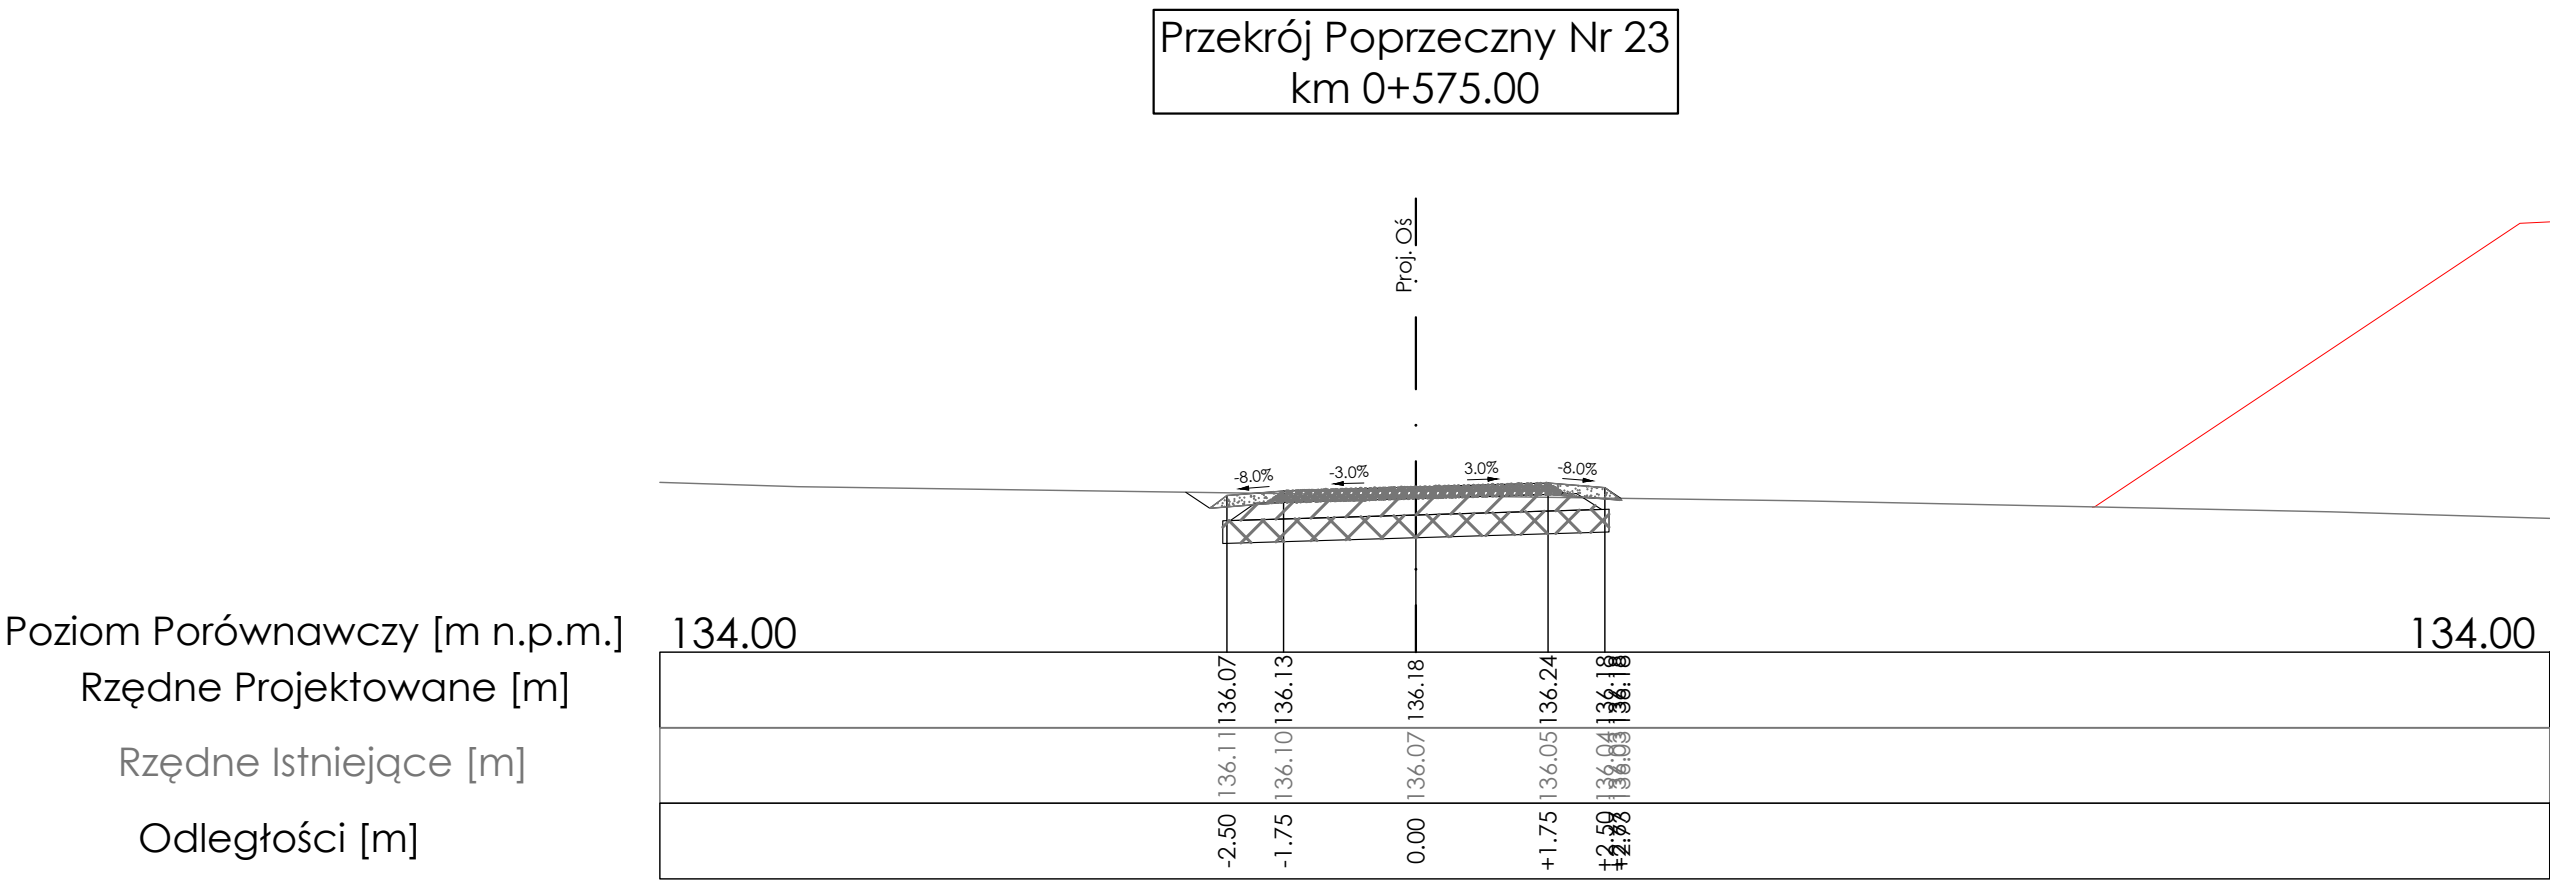 Przekrój Poprzeczny Nr 23
km 0+575.00
Proj. Oś
-8.0% -3.0% 3.0% -8.0%
Poziom Porównawczy [m n.p.m.] 134.00 134.00
Rzędne Projektowane [m] 136.07 136.13 136.18 136.24 136.18
Rzędne Istniejące [m] 136.11 136.10 136.07 136.05 136.04
Odległości [m] -2.50 -1.75 0.00 +1.75 +2.50